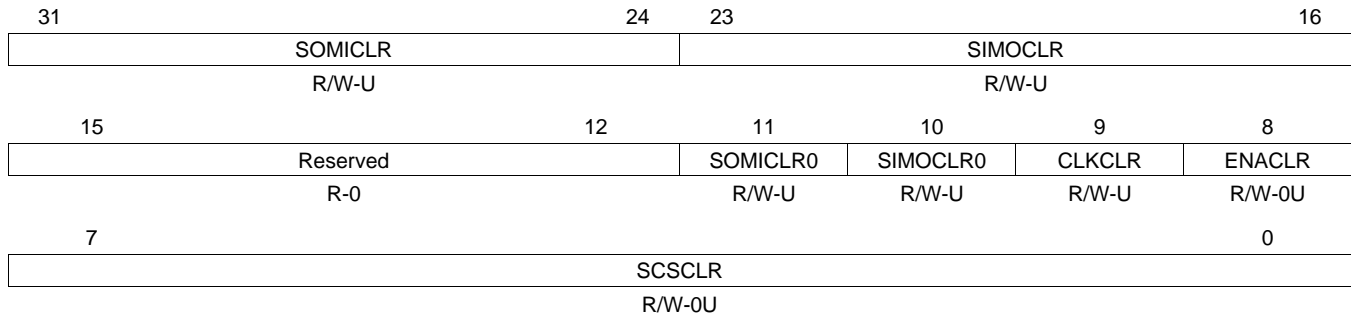 31 24 23 16
SOMICLR SIMOCLR
R/W-U R/W-U
15 12 11 10 9 8
Reserved SOMICLR0 SIMOCLR0 CLKCLR ENACLR
R-0 R/W-U R/W-U R/W-U R/W-0U
7 0
SCSCLR
R/W-0U